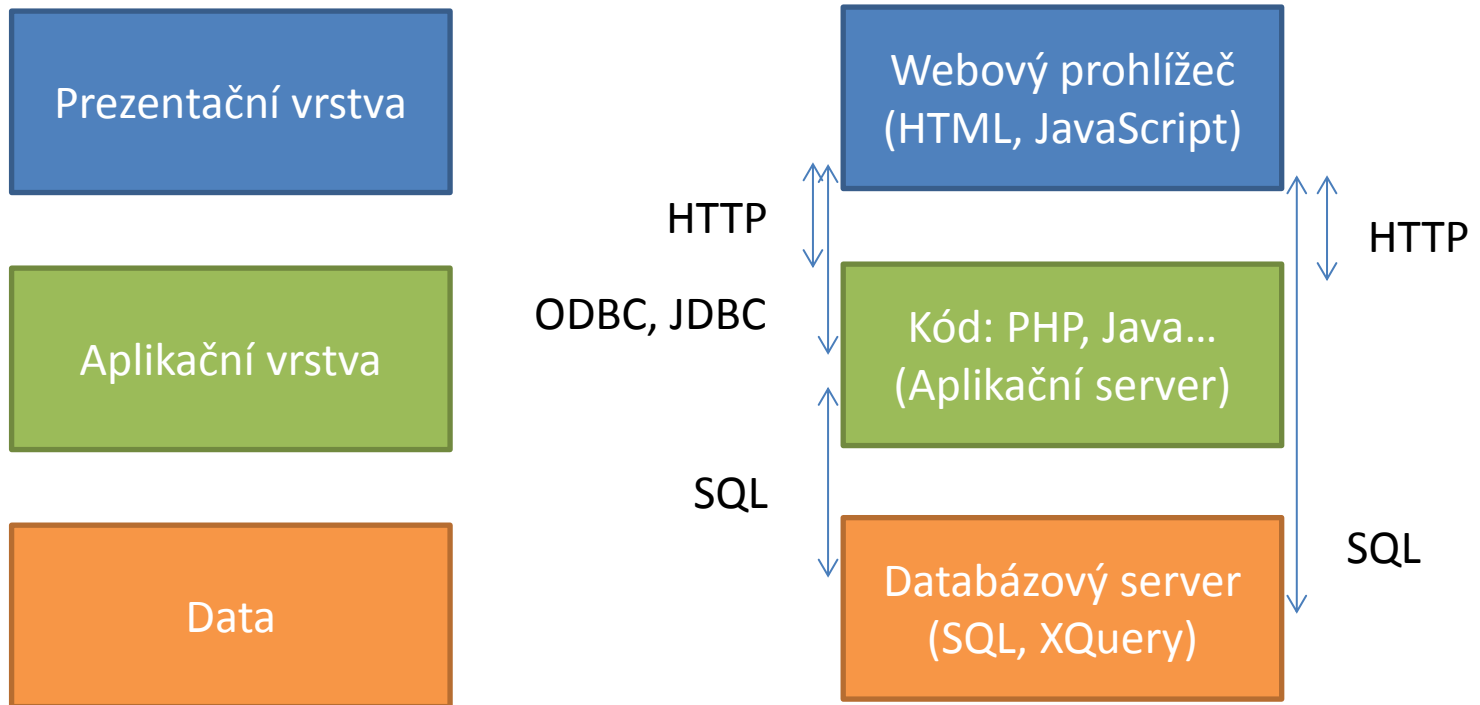 Prezentační vrstva
Webový prohlížeč
(HTML, JavaScript)
HTTP
HTTP
ODBC, JDBC
Aplikační vrstva
Kód: PHP, Java…
(Aplikační server)
SQL
SQL
Data
Databázový server
(SQL, XQuery)